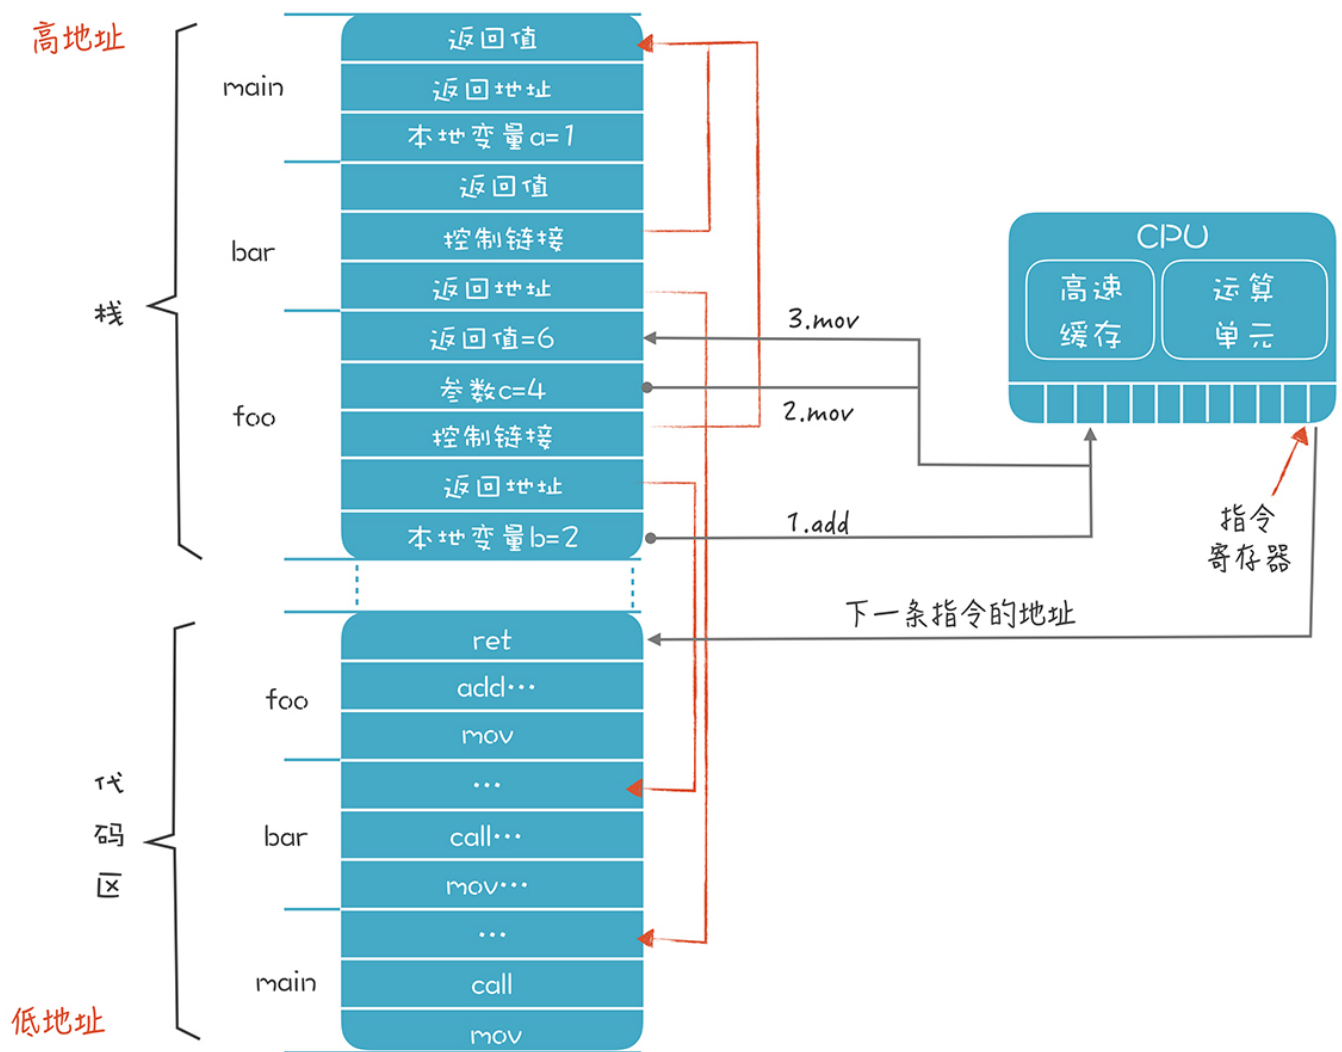 高地址
main
返回值
返回地址
本地变量a=1
栈
bar
返回值
控制链接
返回地址
foo
返回值=6
参数c=4
控制链接
返回地址
本地变量b=2
3.mov
2.mov
1.add
CPU
高速
缓存
运算
单元
指令
寄存器
下一条指令的地址
代
码
区
foo
ret
add…
mov
bar
…
call…
mov…
main
…
call
mov
低地址